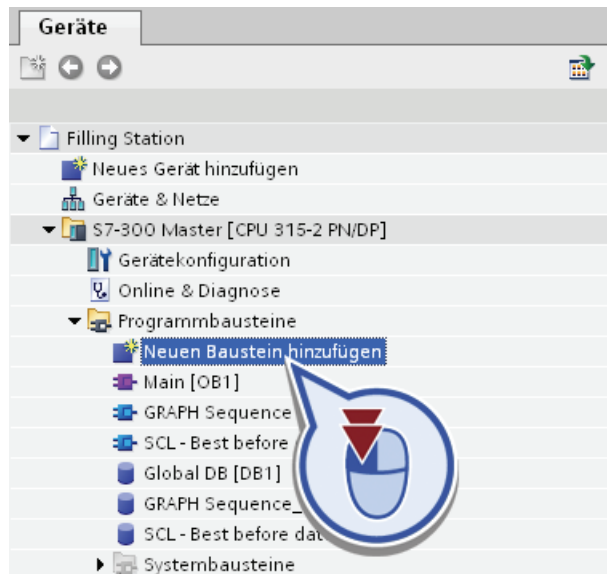 Geräte
Filling Station
Neues Gerät hinzufügen
Geräte & Netze
S7-300 Master [CPU 315-2 PN/DP]
Gerätekonfiguration
Online & Diagnose
Programmbausteine
Neuen Baustein hinzufügen
Main [OB1]
GRAPH Sequence
SCL - Best before
Global DB [DB1]
GRAPH Sequence_
SCL - Best before dat
Systembausteine